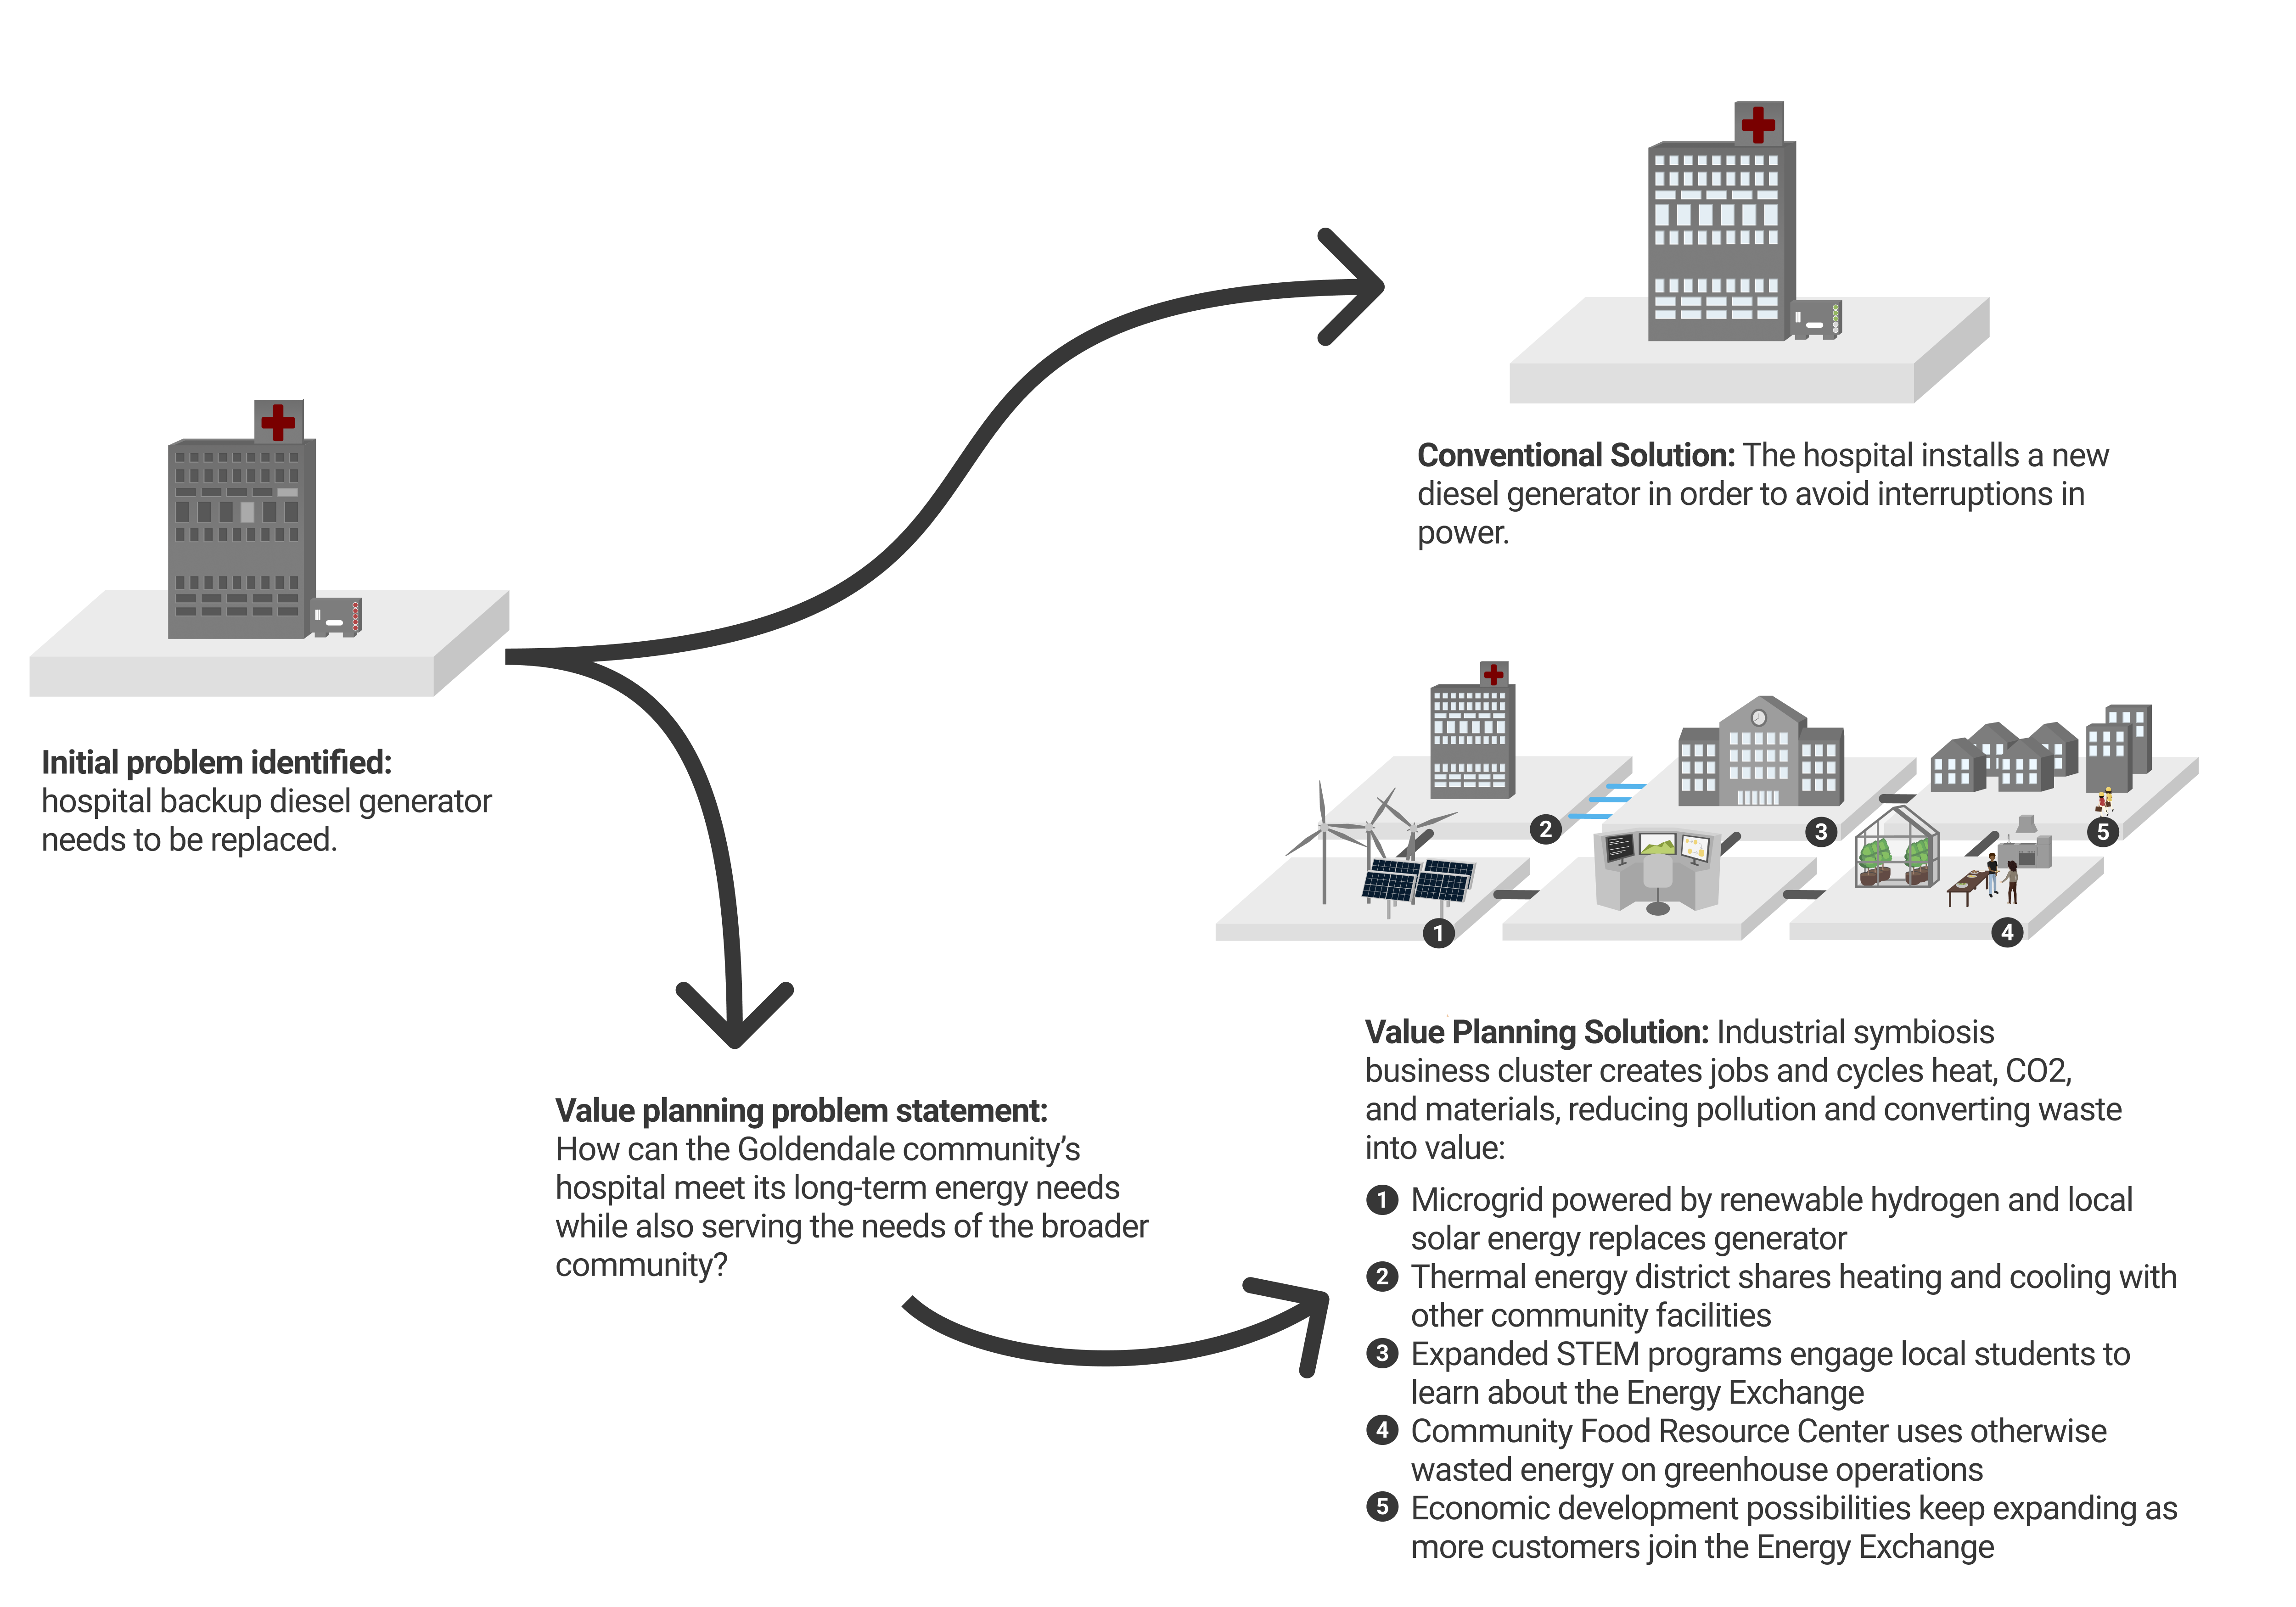 Conventional Solution: The hospital installs a new
diesel generator in order to avoid interruptions in
power.
Initial problem identified:
hospital backup diesel generator
needs to be replaced.
2
3
5
1
4
Value planning problem statement:
How can the Goldendale community’s
hospital meet its long-term energy needs
while also serving the needs of the broader
community?
Value Planning Solution: Industrial symbiosis
business cluster creates jobs and cycles heat, CO2,
and materials, reducing pollution and converting waste
into value:
1 Microgrid powered by renewable hydrogen and local
solar energy replaces generator
2 Thermal energy district shares heating and cooling with
other community facilities
3 Expanded STEM programs engage local students to
learn about the Energy Exchange
4 Community Food Resource Center uses otherwise
wasted energy on greenhouse operations
5 Economic development possibilities keep expanding as
more customers join the Energy Exchange